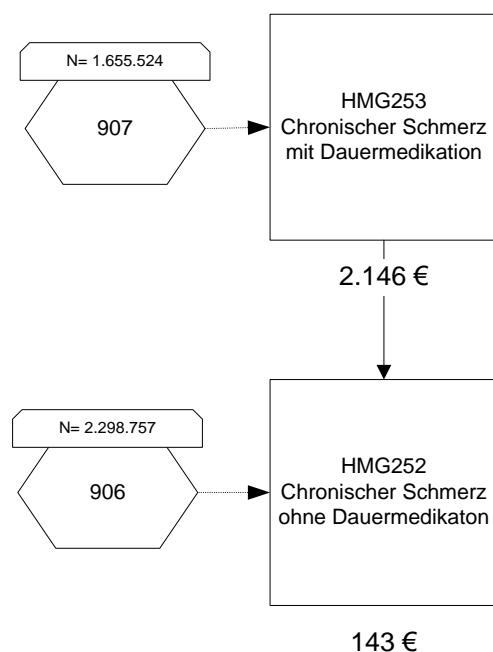 N= 1.655.524
907
HMG253
Chronischer Schmerz
mit Dauermedikation
2.146 €
N= 2.298.757
906
HMG252
Chronischer Schmerz
ohne Dauermedikaton
143 €